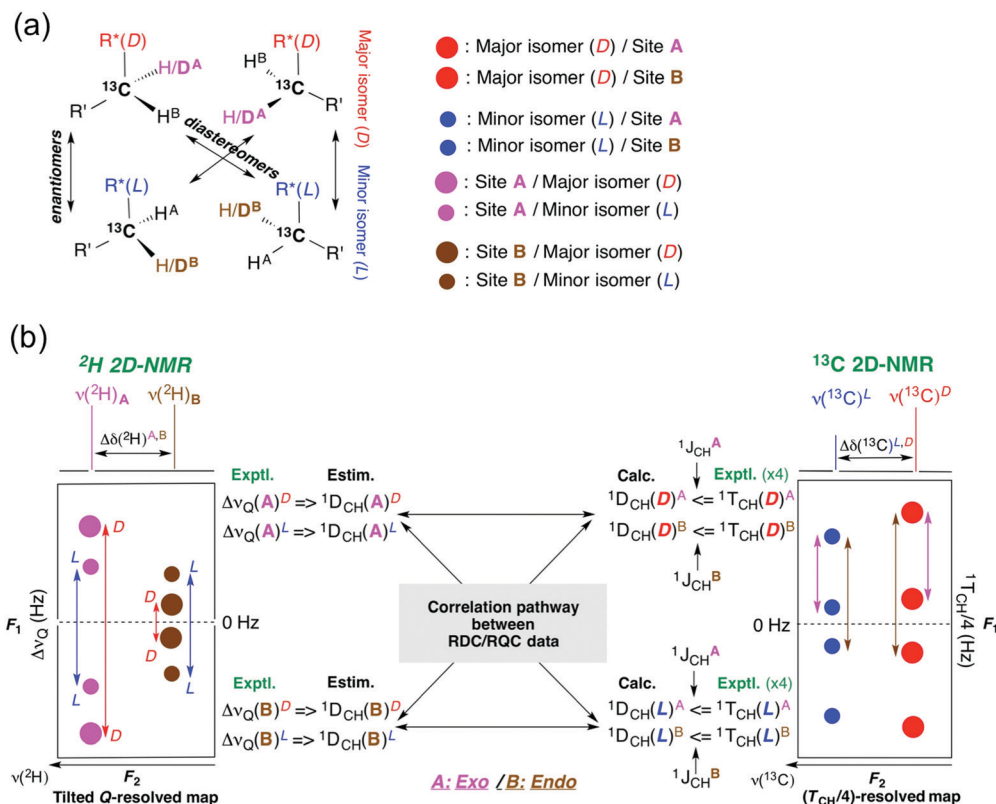 (a)
R*(D)
R*(D)
H/Dᴬ
Hᴮ
¹³C
¹³C
R'
Hᴮ
H/Dᴬ
R'
Major isomer (D)
enantiomers
diastereomers
R*(L)
R*(L)
Hᴬ
H/Dᴮ
¹³C
¹³C
R'
H/Dᴮ
Hᴬ
R'
Minor isomer (L)
: Major isomer (D) / Site A
: Major isomer (D) / Site B
: Minor isomer (L) / Site A
: Minor isomer (L) / Site B
: Site A / Major isomer (D)
: Site A / Minor isomer (L)
: Site B / Major isomer (D)
: Site B / Minor isomer (L)
(b)
²H 2D-NMR
ν(²H)A ν(²H)B
Δδ(²H)ᴬ,ᴮ
D
L
L
D
D
L
L
D
0 Hz
F₁
ΔνQ (Hz)
ν(²H)
F₂
Tilted Q-resolved map
Exptl. Estim.
ΔνQ(A)ᴰ => ¹DCH(A)ᴰ
ΔνQ(A)ᴸ => ¹DCH(A)ᴸ
Exptl. Estim.
ΔνQ(B)ᴰ => ¹DCH(B)ᴰ
ΔνQ(B)ᴸ => ¹DCH(B)ᴸ
Correlation pathway
between
RDC/RQC data
A: Exo / B: Endo
¹JCHᴬ
Calc. Exptl. (x4)
¹DCH(D)ᴬ <= ¹TCH(D)ᴬ
¹DCH(D)ᴮ <= ¹TCH(D)ᴮ
¹JCHᴮ
¹JCHᴬ
Calc. Exptl. (x4)
¹DCH(L)ᴬ <= ¹TCH(L)ᴬ
¹DCH(L)ᴮ <= ¹TCH(L)ᴮ
¹JCHᴮ
¹³C 2D-NMR
ν(¹³C)ᴸ ν(¹³C)ᴰ
Δδ(¹³C)ᴸ,ᴰ
0 Hz
¹TCH/4 (Hz)
F₁
ν(¹³C)
F₂
(TCH/4)-resolved map